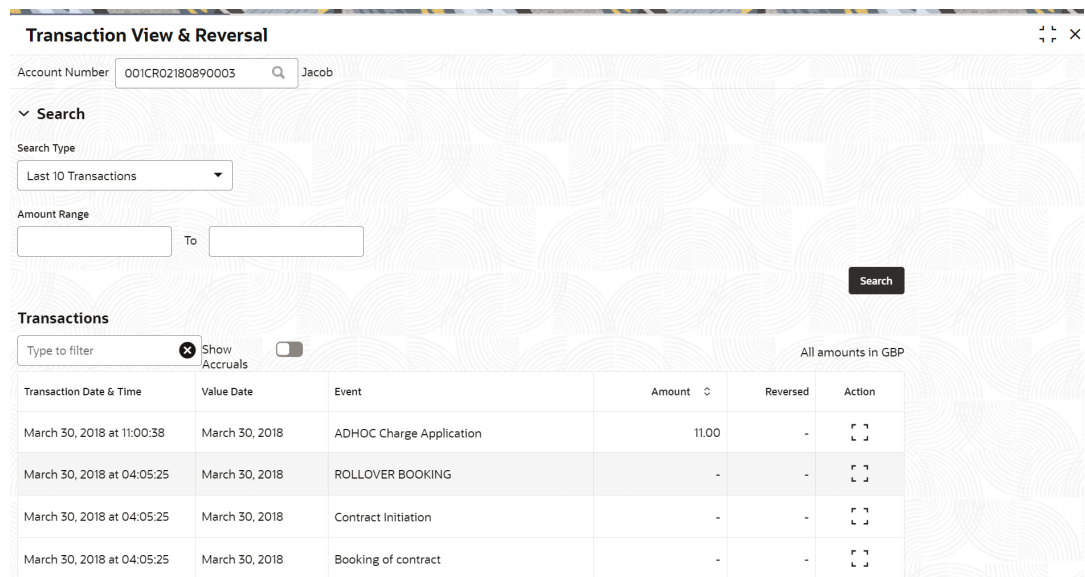 Transaction View & Reversal
Account Number 001CR02180890003 Jacob
Search
Search Type
Last 10 Transactions
Amount Range
To
Search
Transactions
Type to filter Show Accruals All amounts in GBP
Transaction Date & Time Value Date Event Amount Reversed Action
March 30, 2018 at 11:00:38 March 30, 2018 ADHOC Charge Application 11.00 -
March 30, 2018 at 04:05:25 March 30, 2018 ROLLOVER BOOKING - -
March 30, 2018 at 04:05:25 March 30, 2018 Contract Initiation - -
March 30, 2018 at 04:05:25 March 30, 2018 Booking of contract - -